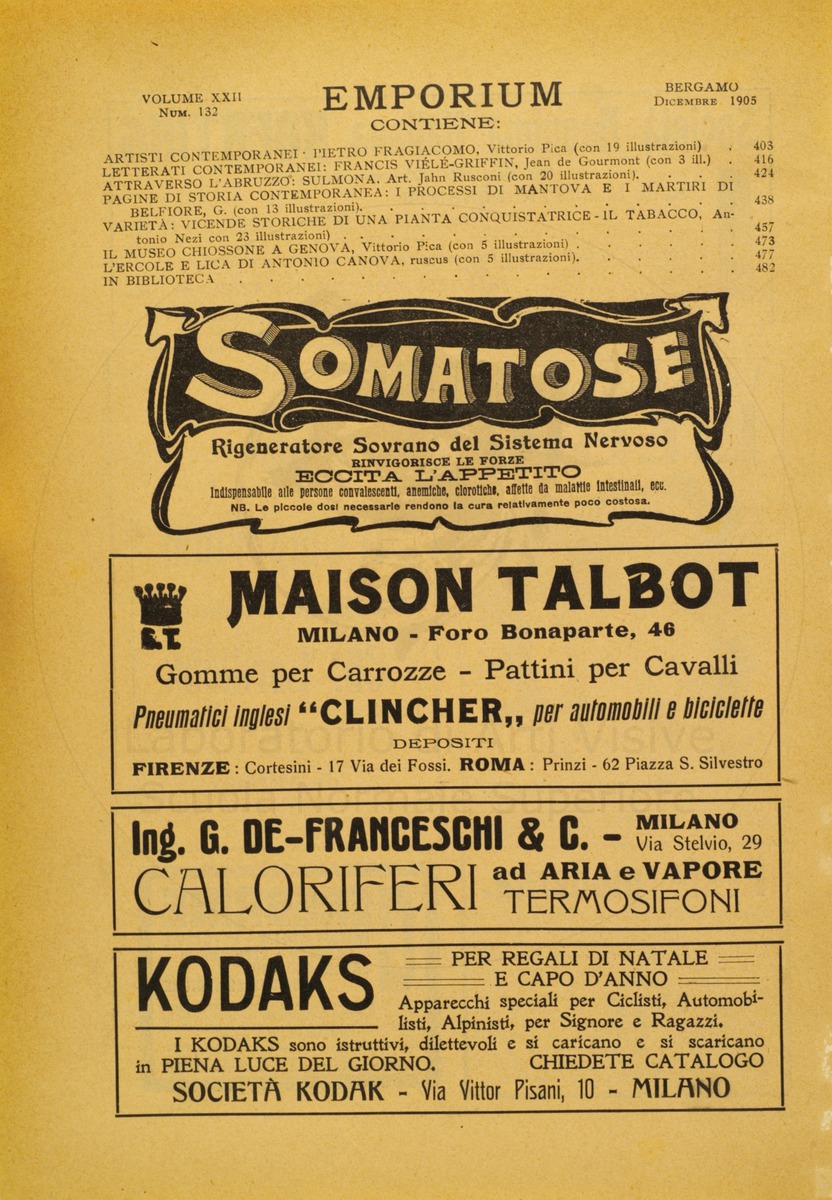 VOLUME XXII
NUM. 132
EMPORIUM
CONTIENE:
BERGAMO
DICEMBRE 1905
ARTISTI CONTEMPORANEI · PIETRO FRAGIACOMO, Vittorio Pica (con 19 illustrazioni) . 403
LETTERATI CONTEMPORANEI: FRANCIS VIÉLÉ-GRIFFIN, Jean de Gourmont (con 3 ill.) . 416
ATTRAVERSO L'ABRUZZO: SULMONA, Art. Jahn Rusconi (con 20 illustrazioni). . . . 424
PAGINE DI STORIA CONTEMPORANEA: I PROCESSI DI MANTOVA E I MARTIRI DI
BELFIORE, G. (con 13 illustrazioni). . . . . . . . . . 438
VARIETÀ: VICENDE STORICHE DI UNA PIANTA CONQUISTATRICE - IL TABACCO, An-
tonio Nezi con 23 illustrazioni) . . . . . . . . . . 457
IL MUSEO CHIOSSONE A GENOVA, Vittorio Pica (con 5 illustrazioni) . . . . . 473
L'ERCOLE E LICA DI ANTONIO CANOVA, ruscus (con 5 illustrazioni). . . . . 477
IN BIBLIOTECA . . . . . . . . . . . . . 482
SOMATOSE
Rigeneratore Sovrano del Sistema Nervoso
RINVIGORISCE LE FORZE
ECCITA L'APPETITO
Indispensabile alle persone convalescenti, anemiche, clorotiche, affette da malattie intestinali, ecc.
NB. Le piccole dosi necessarie rendono la cura relativamente poco costosa.
B.T.
MAISON TALBOT
MILANO - Foro Bonaparte, 46
Gomme per Carrozze - Pattini per Cavalli
Pneumatici inglesi “CLINCHER„ per automobili e biciclette
DEPOSITI
FIRENZE : Cortesini - 17 Via dei Fossi. ROMA : Prinzi - 62 Piazza S. Silvestro
Ing. G. DE-FRANCESCHI & C. - MILANO
Via Stelvio, 29
CALORIFERI ad ARIA e VAPORE
TERMOSIFONI
KODAKS
PER REGALI DI NATALE
E CAPO D'ANNO
Apparecchi speciali per Ciclisti, Automobi-
listi, Alpinisti, per Signore e Ragazzi.
I KODAKS sono istruttivi, dilettevoli e si caricano e si scaricano
in PIENA LUCE DEL GIORNO. CHIEDETE CATALOGO
SOCIETÀ KODAK - Via Vittor Pisani, 10 - MILANO